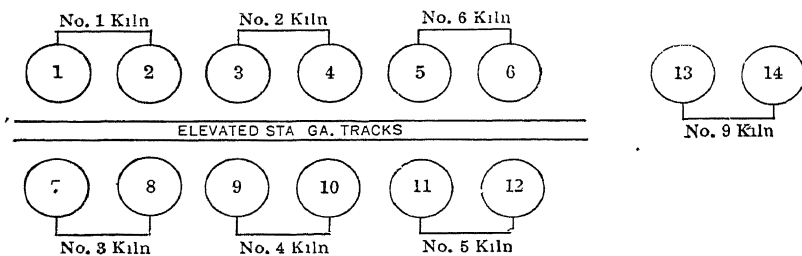 No. 1 Kiln No. 2 Kiln No. 6 Kiln
1 2 3 4 5 6 13 14
ELEVATED STA GA. TRACKS
No. 9 Kiln
7 8 9 10 11 12
No. 3 Kiln No. 4 Kiln No. 5 Kiln